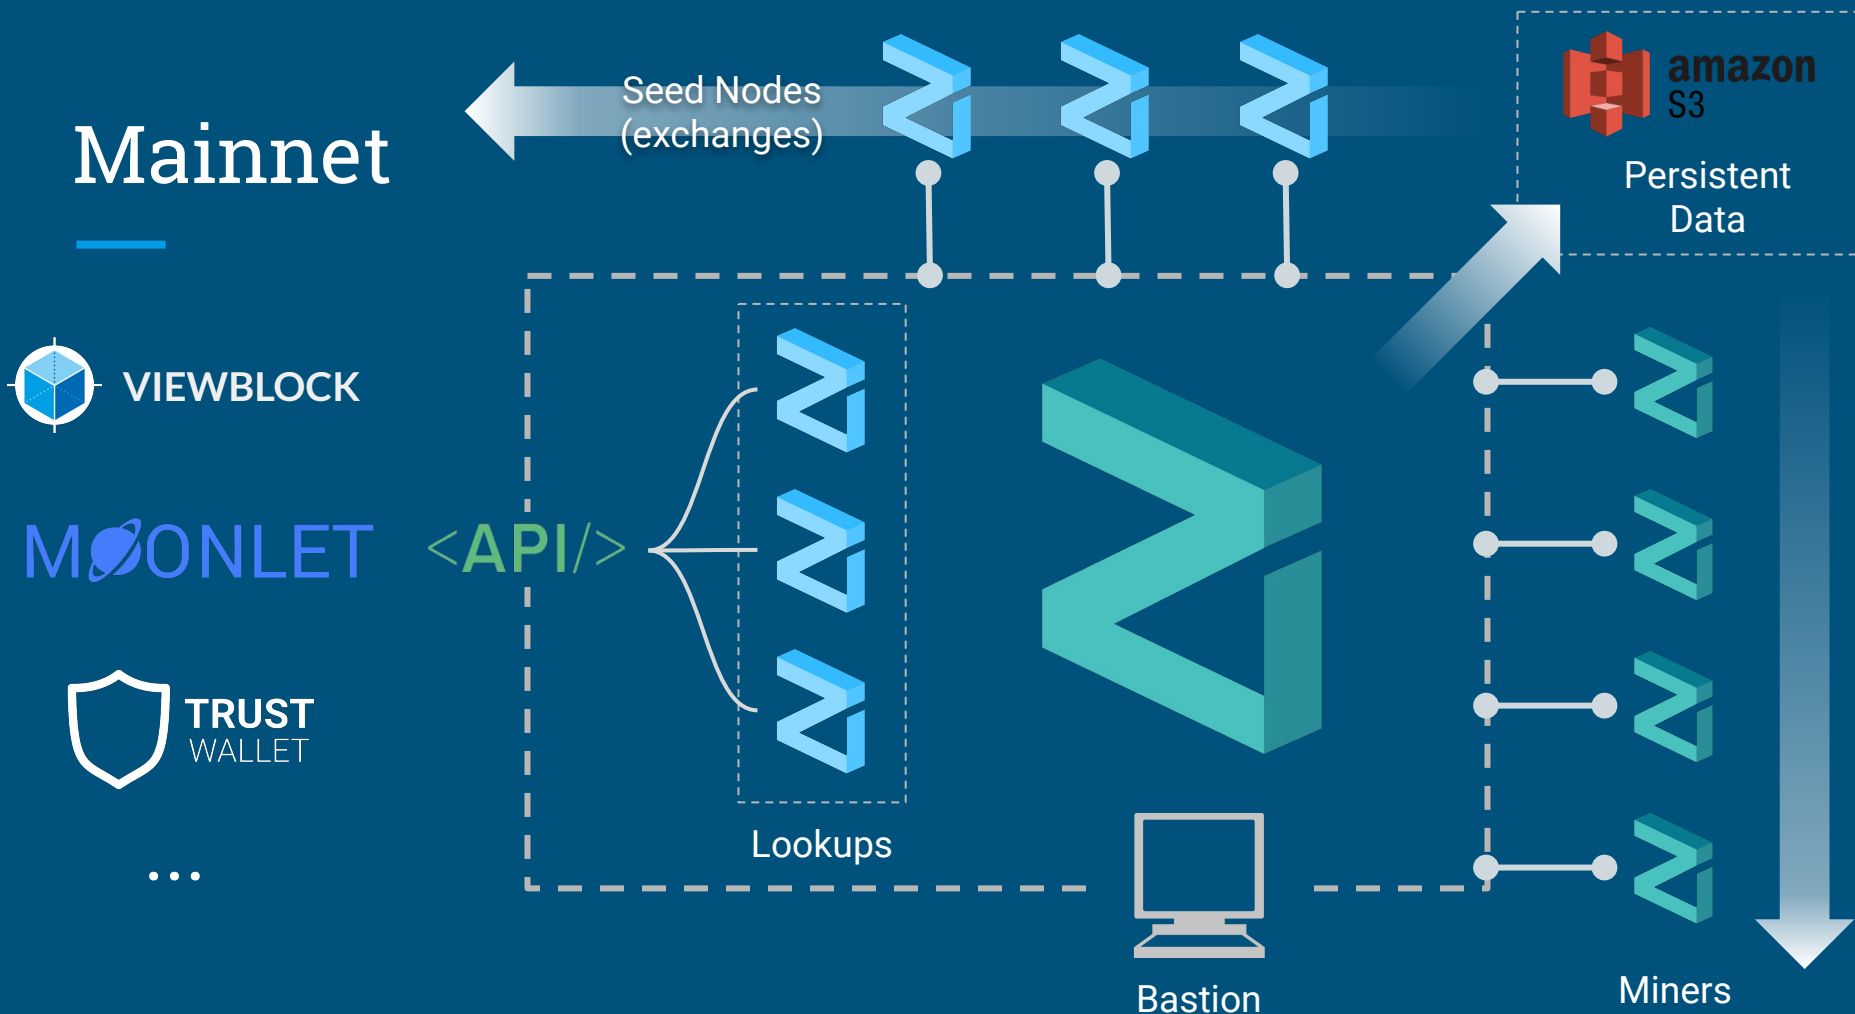 Mainnet
Seed Nodes
(exchanges)
amazon
S3
Persistent
Data
VIEWBLOCK
MOONLET
<API/>
TRUST
WALLET
...
Lookups
Bastion
Miners